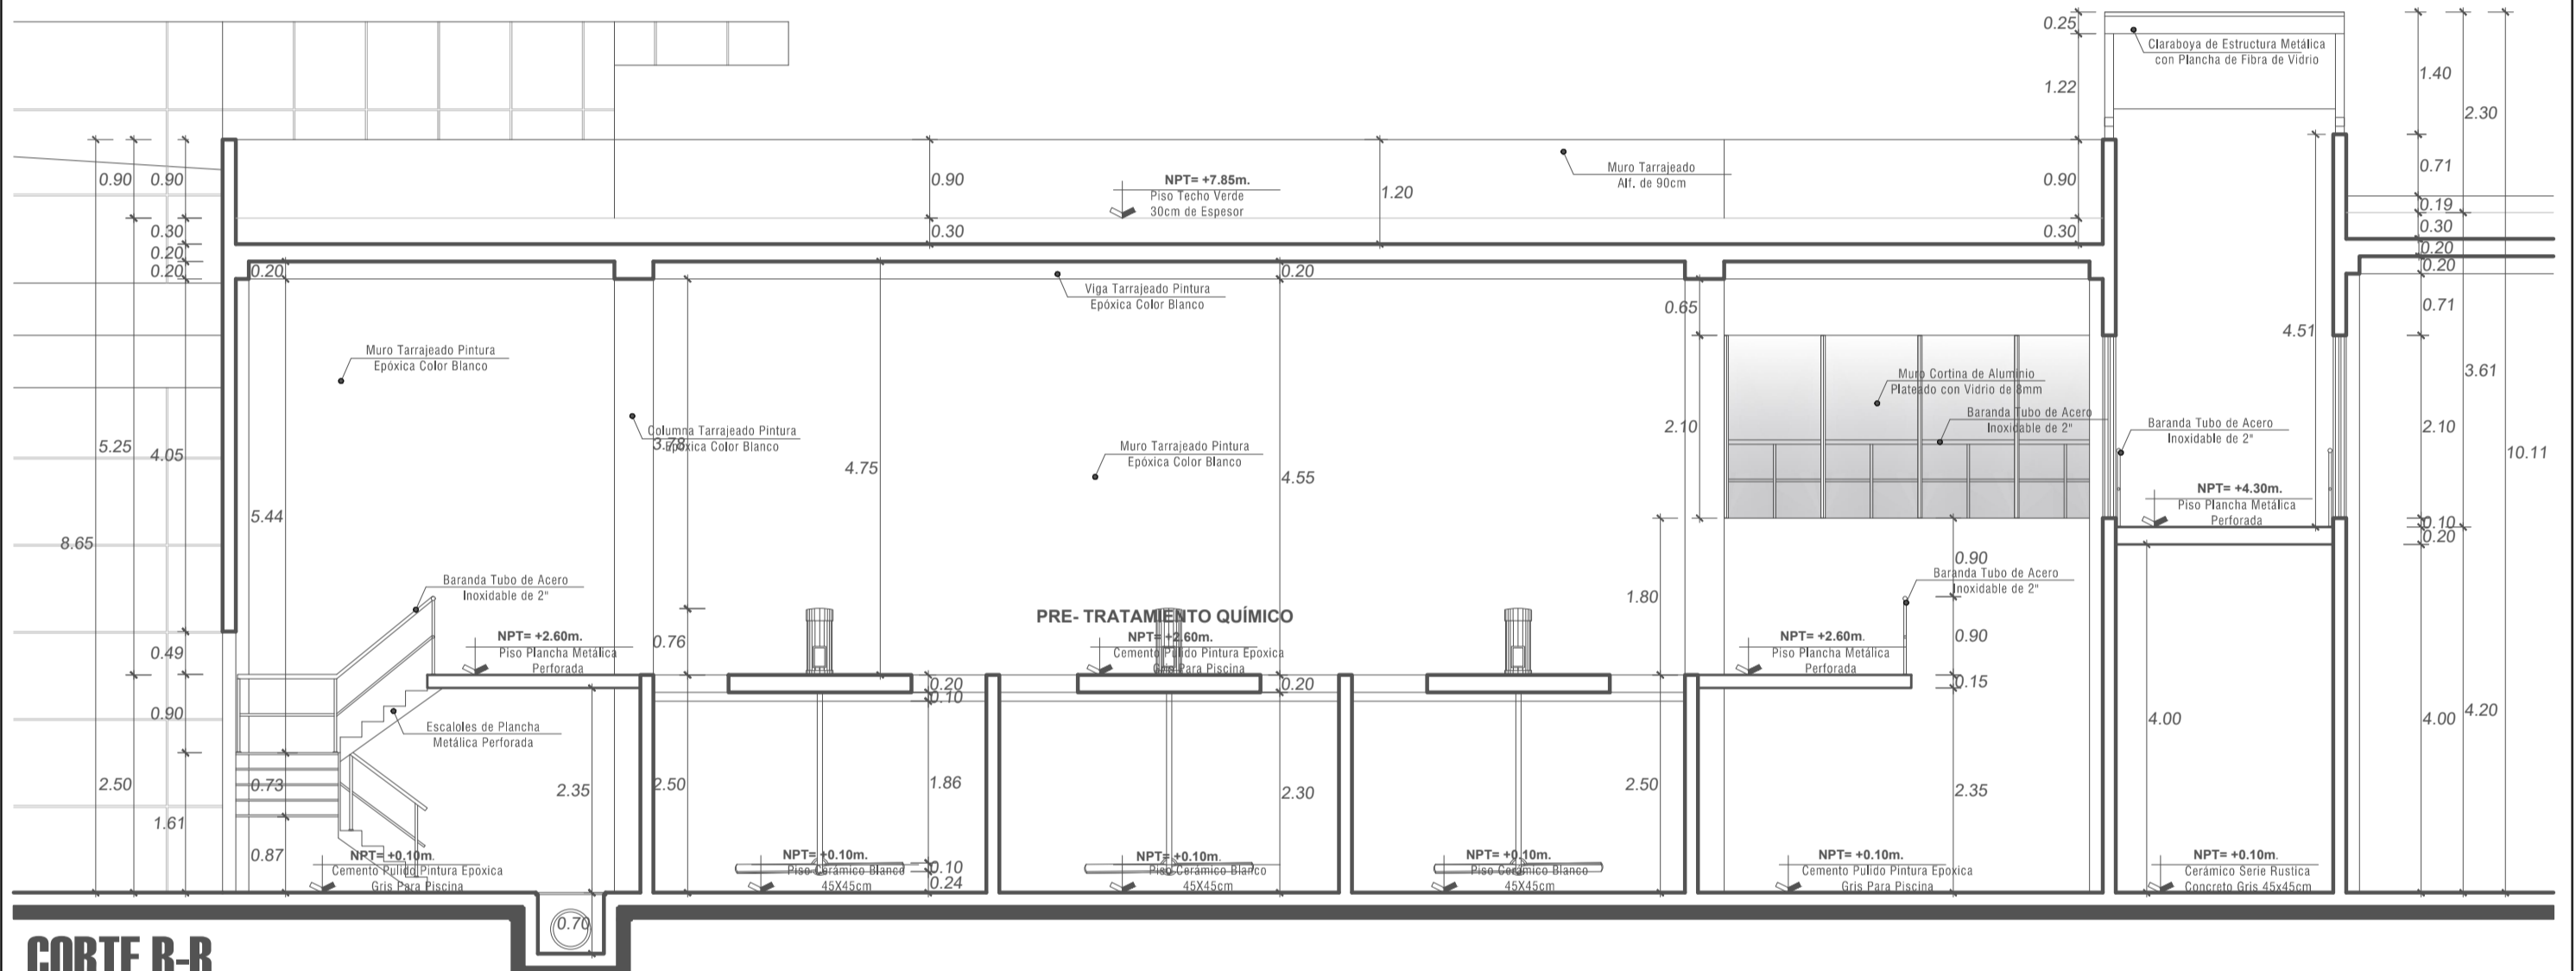 0.25
Claraboya de Estructura Metálica
con Plancha de Fibra de Vidrio
1.40
1.22
2.30
0.90 0.90
0.90
NPT= +7.85m.
Piso Techo Verde
30cm de Espesor
1.20
Muro Tarrajeado
Alf. de 90cm
0.90
0.71
0.19
0.30
0.30
0.30
0.30
0.20
0.20
0.20
0.20
0.20
0.20
Viga Tarrajeado Pintura
Epóxica Color Blanco
0.65
0.71
4.51
Muro Tarrajeado Pintura
Epóxica Color Blanco
Muro Cortina de Aluminio
Plateado con Vidrio de 8mm
3.61
Baranda Tubo de Acero
Inoxidable de 2"
Baranda Tubo de Acero
Inoxidable de 2"
2.10
2.10
Columna Tarrajeado Pintura
Epóxica Color Blanco
3.78
5.25
4.05
4.75
Muro Tarrajeado Pintura
Epóxica Color Blanco
4.55
10.11
NPT= +4.30m.
Piso Plancha Metálica
Perforada
5.44
8.65
0.10
0.20
0.90
Baranda Tubo de Acero
Inoxidable de 2"
Baranda Tubo de Acero
Inoxidable de 2"
1.80
PRE- TRATAMIENTO QUÍMICO
NPT= +2.60m.
Piso Plancha Metálica
Perforada
0.76
NPT= +2.60m.
Cemento Pulido Pintura Epoxica
Gris Para Piscina
NPT= +2.60m.
Piso Plancha Metálica
Perforada
0.90
0.49
0.20
0.10
0.20
0.15
0.90
Escaloles de Plancha
Metálica Perforada
4.00
4.00
4.20
2.50
0.73
2.35
2.50
1.86
2.30
2.50
2.35
1.61
0.87
NPT= +0.10m.
Cemento Pulido Pintura Epoxica
Gris Para Piscina
NPT= +0.10m.
Piso Cerámico Blanco
45X45cm
0.10
0.24
NPT= +0.10m.
Piso Cerámico Blanco
45X45cm
NPT= +0.10m.
Piso Cerámico Blanco
45X45cm
NPT= +0.10m.
Cemento Pulido Pintura Epoxica
Gris Para Piscina
NPT= +0.10m.
Cerámico Serie Rustica
Concreto Gris 45x45cm
0.70
CORTE B-B